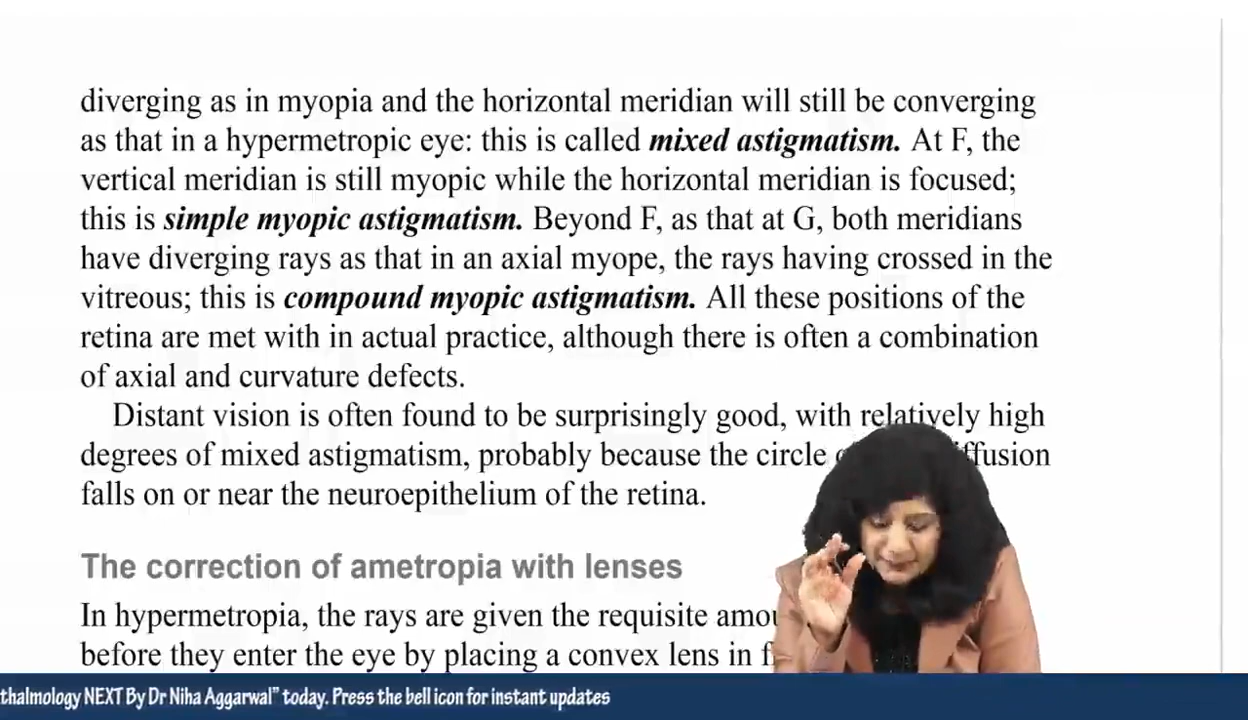 diverging as in myopia and the horizontal meridian will still be converging
as that in a hypermetropic eye: this is called mixed astigmatism. At F, the
vertical meridian is still myopic while the horizontal meridian is focused;
this is simple myopic astigmatism. Beyond F, as that at G, both meridians
have diverging rays as that in an axial myope, the rays having crossed in the
vitreous; this is compound myopic astigmatism. All these positions of the
retina are met with in actual practice, although there is often a combination
of axial and curvature defects.
Distant vision is often found to be surprisingly good, with relatively high
degrees of mixed astigmatism, probably because the circle
falls on or near the neuroepithelium of the retina.
The correction of ametropia with lenses
In hypermetropia, the rays are given the requisite
before they enter the eye by placing a convex lens in
thalmology NEXT By Dr Niha Aggarwal" today. Press the bell icon for instant updates